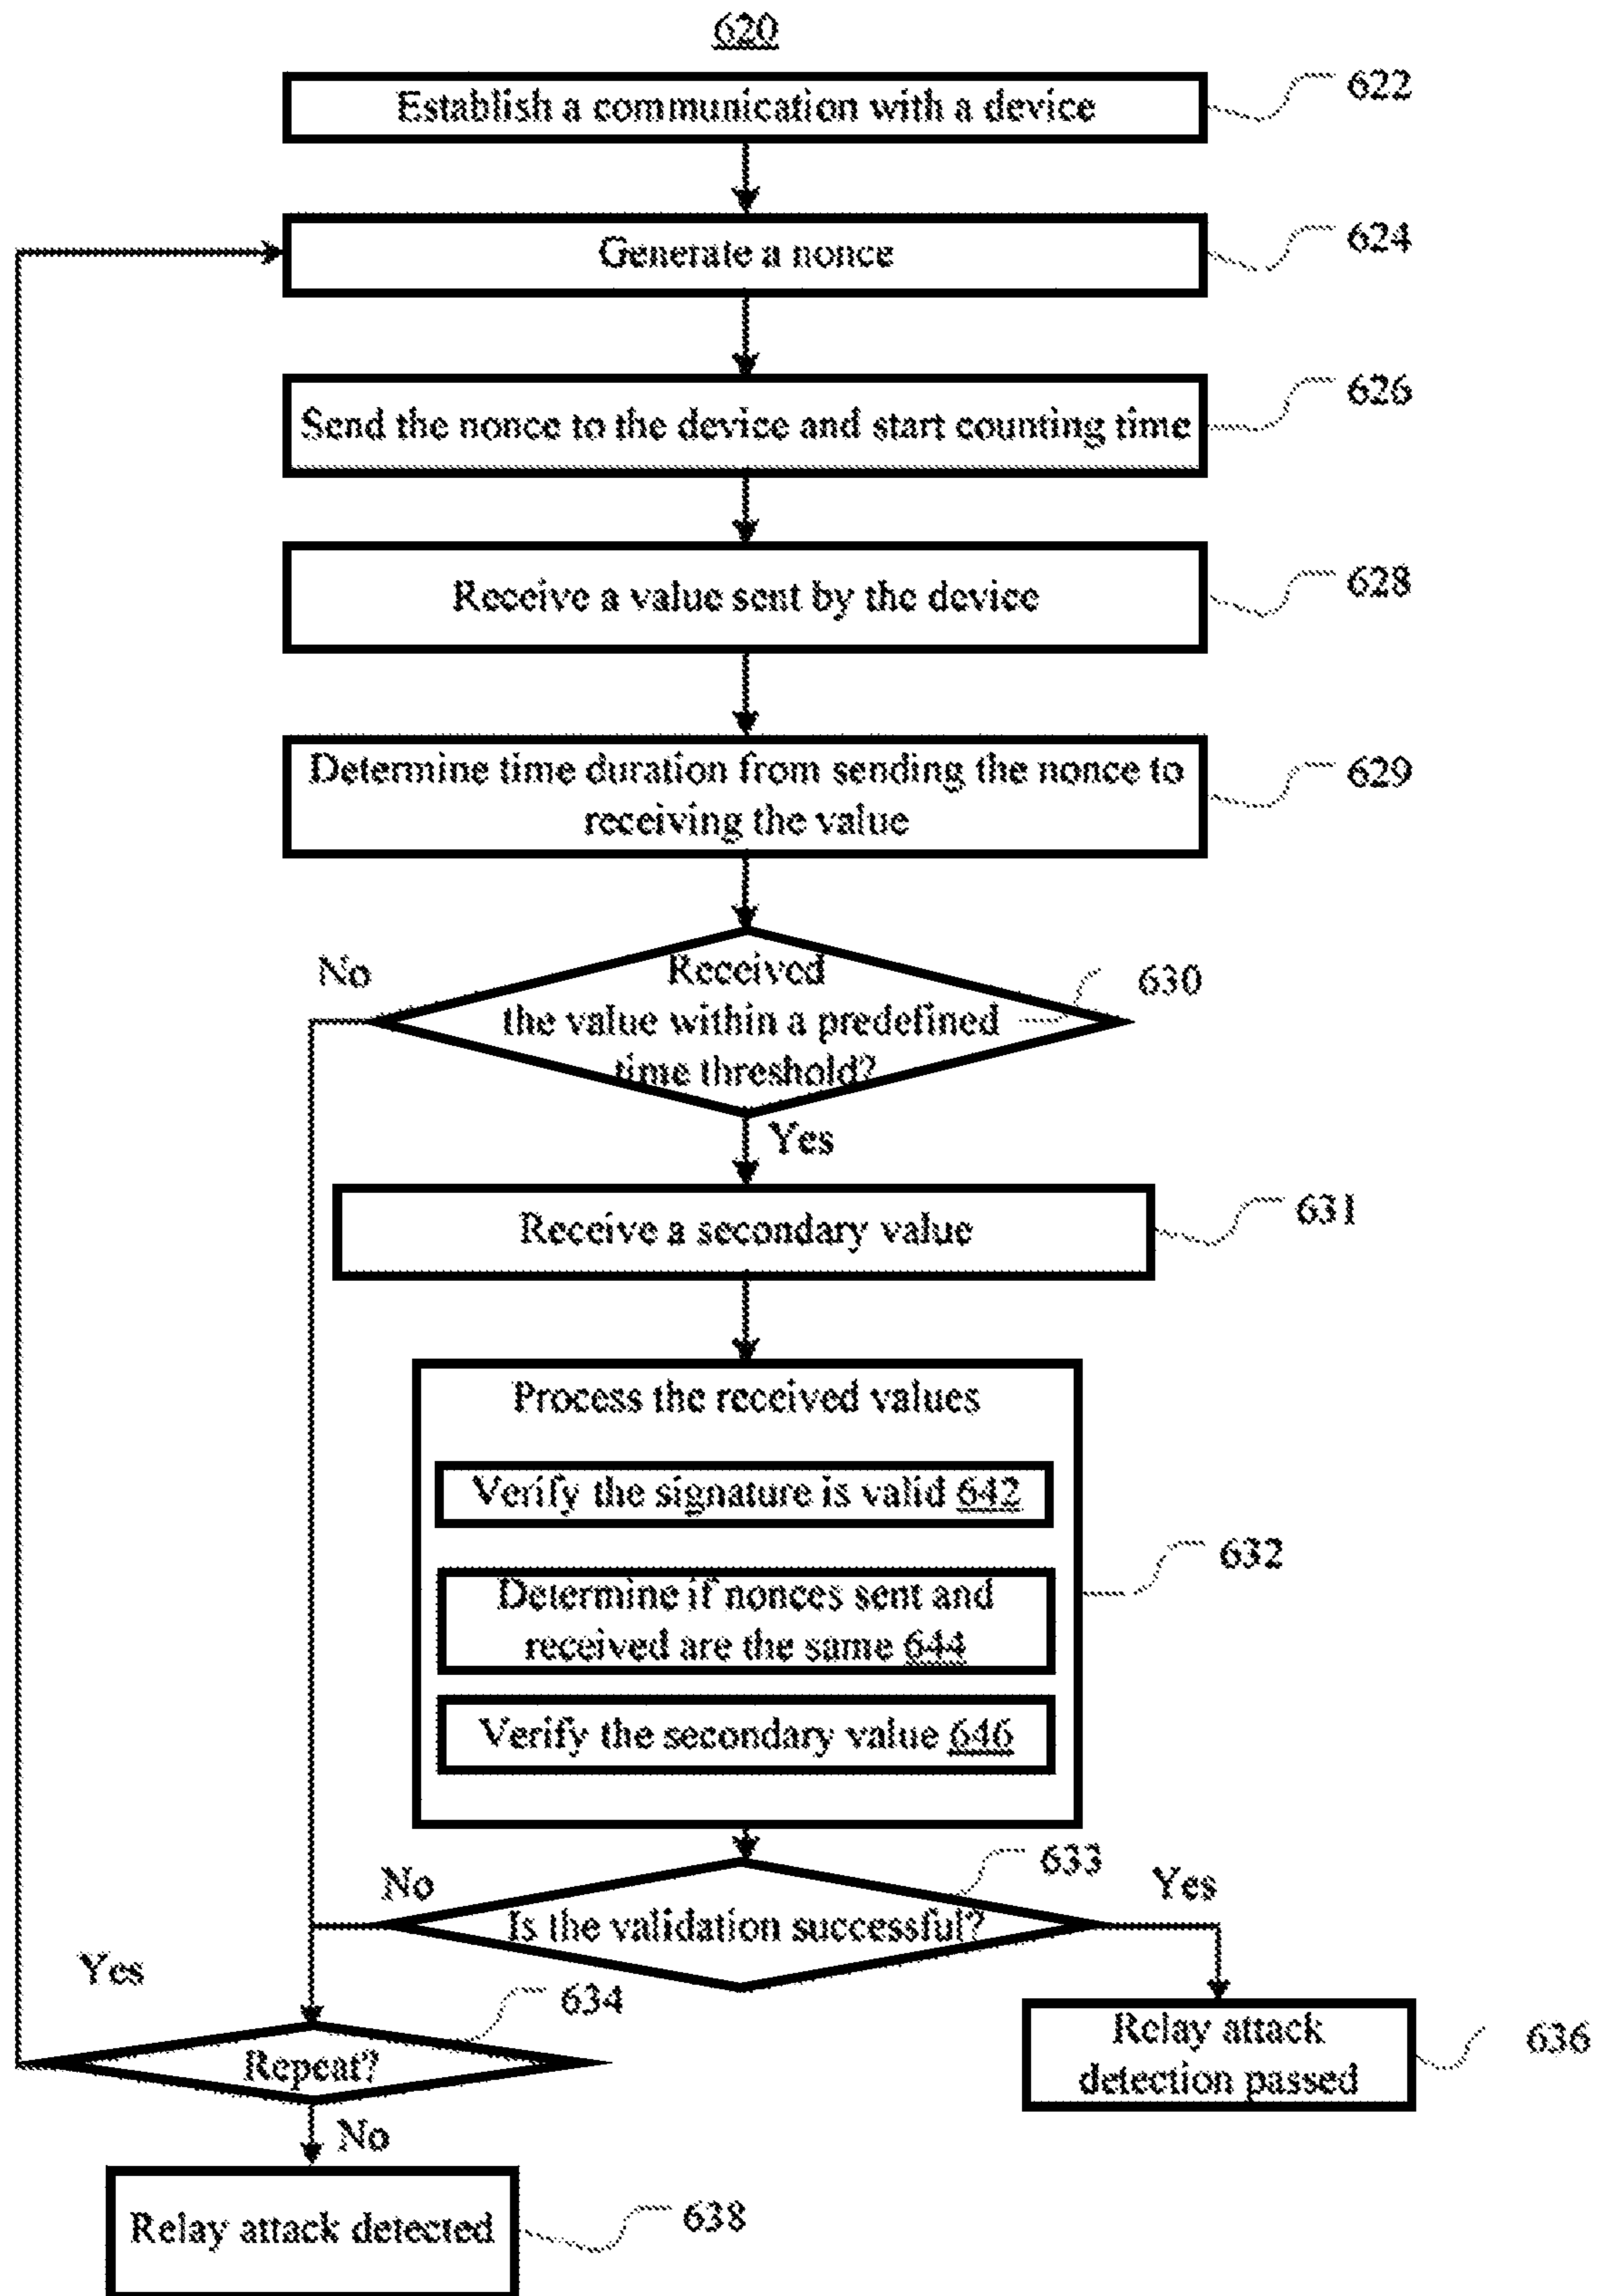 620
Establish a communication with a device
622
Generate a nonce
624
Send the nonce to the device and start counting time
626
Receive a value sent by the device
628
Determine time duration from sending the nonce to
receiving the value
629
No
Received
the value within a predefined
time threshold?
630
Yes
Receive a secondary value
631
Process the received values
Verify the signature is valid 642
Determine if nonces sent and
received are the same 644
Verify the secondary value 646
632
No
633
Yes
Is the validation successful?
Yes
634
Repeat?
Relay attack
detection passed
636
No
Relay attack detected
638